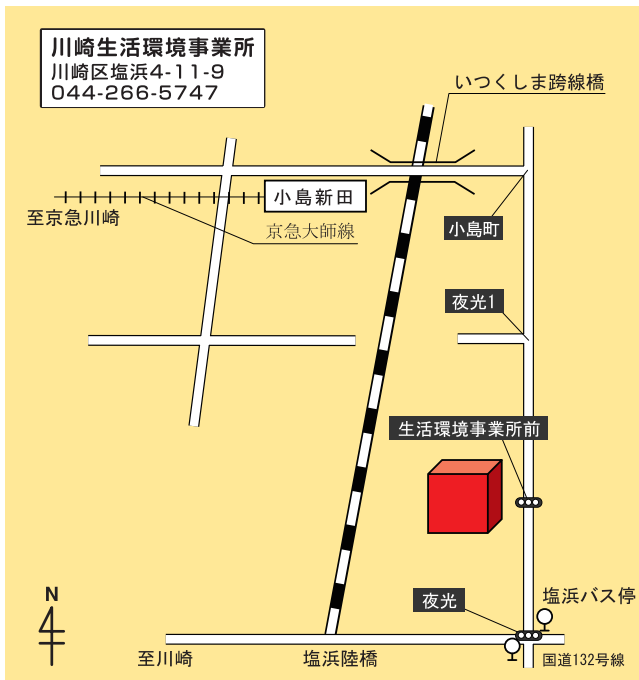 川崎生活環境事業所
川崎区塩浜4-11-9
044-266-5747
いつくしま跨線橋
小島新田
至京急川崎
京急大師線
小島町
夜光1
生活環境事業所前
夜光
塩浜バス停
N
至川崎
塩浜陸橋
国道132号線